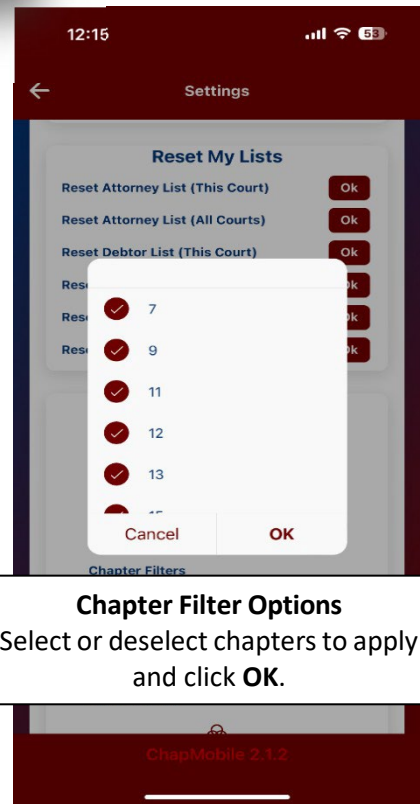 12:15
53
Settings
Reset My Lists
Reset Attorney List (This Court) Ok
Reset Attorney List (All Courts) Ok
Reset Debtor List (This Court) Ok
7
9
11
12
13
Cancel OK
Chapter Filters
Chapter Filter Options
Select or deselect chapters to apply
and click OK.
ChapMobile 2.1.2